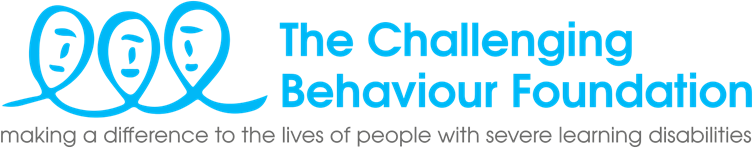 The Challenging
Behaviour Foundation
making a difference to the lives of people with severe learning disabilities